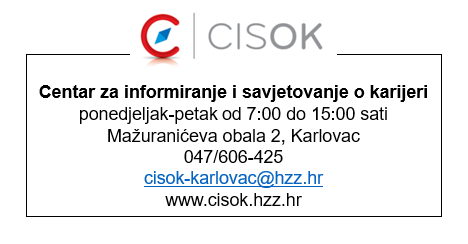 CISOK
Centar za informiranje i savjetovanje o karijeri
ponedjeljak-petak od 7:00 do 15:00 sati
Mažuranićeva obala 2, Karlovac
047/606-425
cisok-karlovac@hzz.hr
www.cisok.hzz.hr